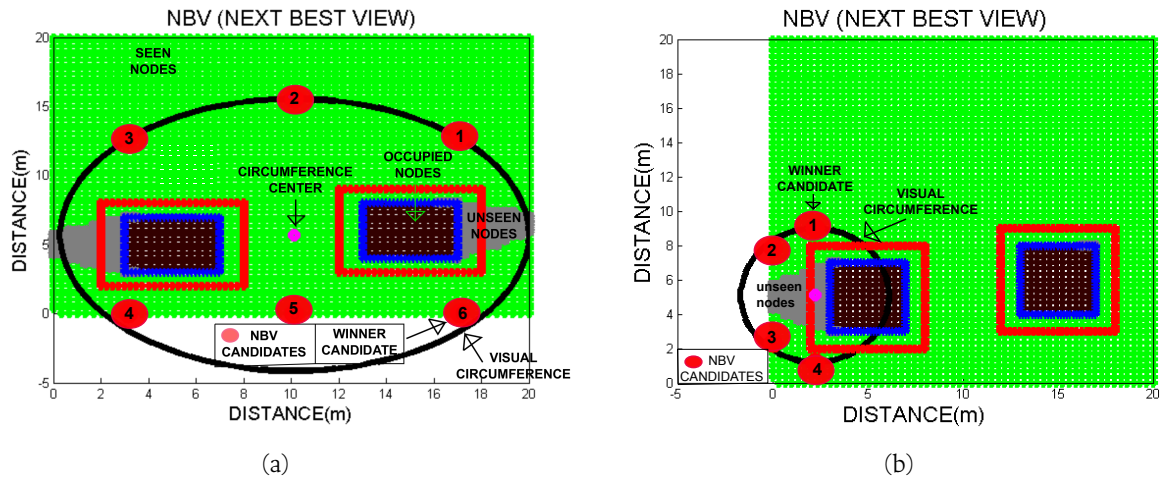 NBV (NEXT BEST VIEW)
20
15
10
5
0
-5
0
2
4
6
8
10
12
14
16
18
20
DISTANCE(m)
DISTANCE(m)
SEEN
NODES
2
3
1
CIRCUMFERENCE
CENTER
OCCUPIED
NODES
UNSEEN
NODES
4
5
6
NBV
CANDIDATES
WINNER
CANDIDATE
VISUAL
CIRCUMFERENCE
(a)
NBV (NEXT BEST VIEW)
20
18
16
14
12
10
8
6
4
2
0
-5
0
5
10
15
20
DISTANCE(m)
DISTANCE(m)
WINNER
CANDIDATE
VISUAL
CIRCUMFERENCE
1
2
unseen
nodes
3
4
NBV
CANDIDATES
(b)